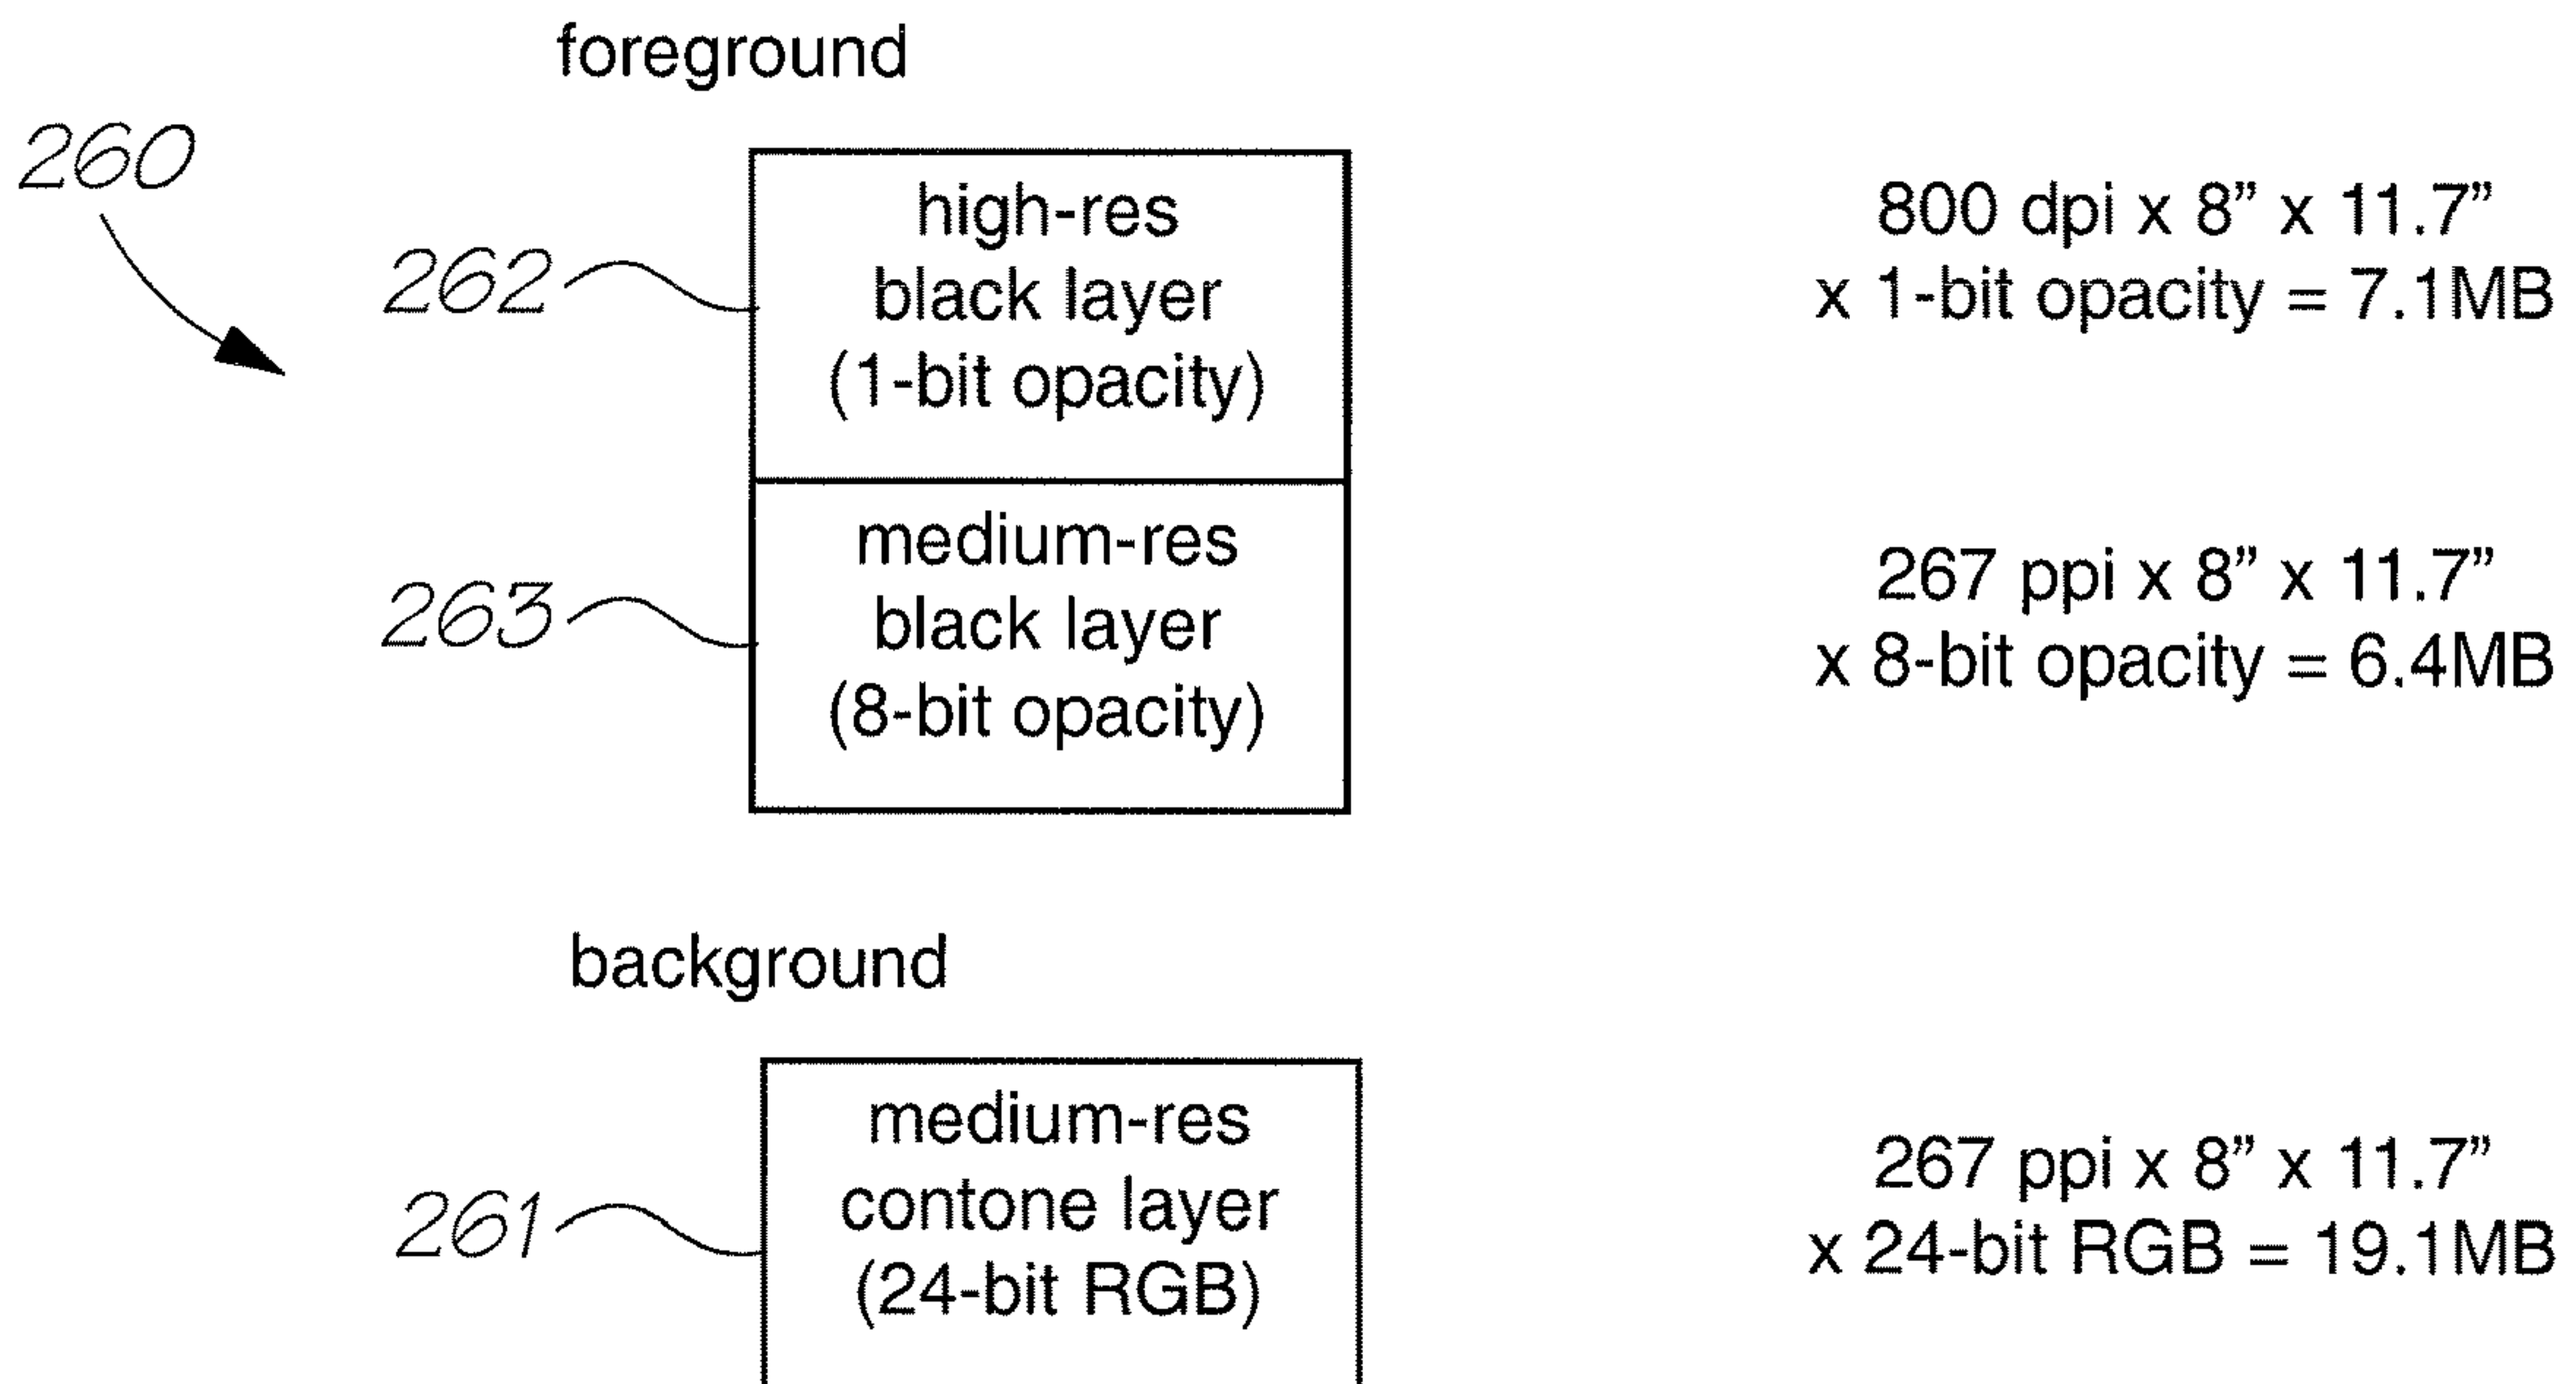 foreground
260
262
high-res
black layer
(1-bit opacity)
800 dpi x 8” x 11.7”
x 1-bit opacity = 7.1MB
263
medium-res
black layer
(8-bit opacity)
267 ppi x 8” x 11.7”
x 8-bit opacity = 6.4MB
background
261
medium-res
contone layer
(24-bit RGB)
267 ppi x 8” x 11.7”
x 24-bit RGB = 19.1MB